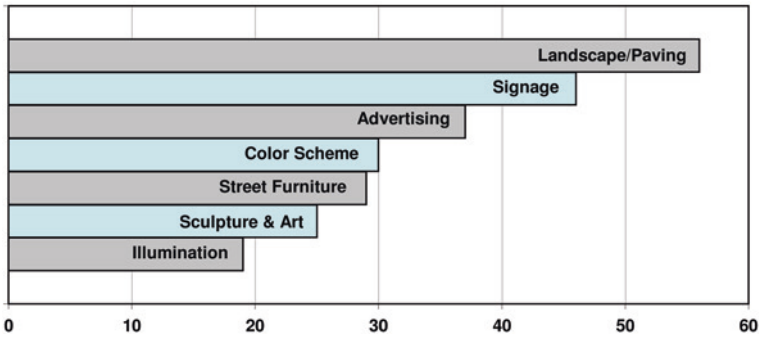 Landscape/Paving
Signage
Advertising
Color Scheme
Street Furniture
Sculpture & Art
Illumination
0 10 20 30 40 50 60